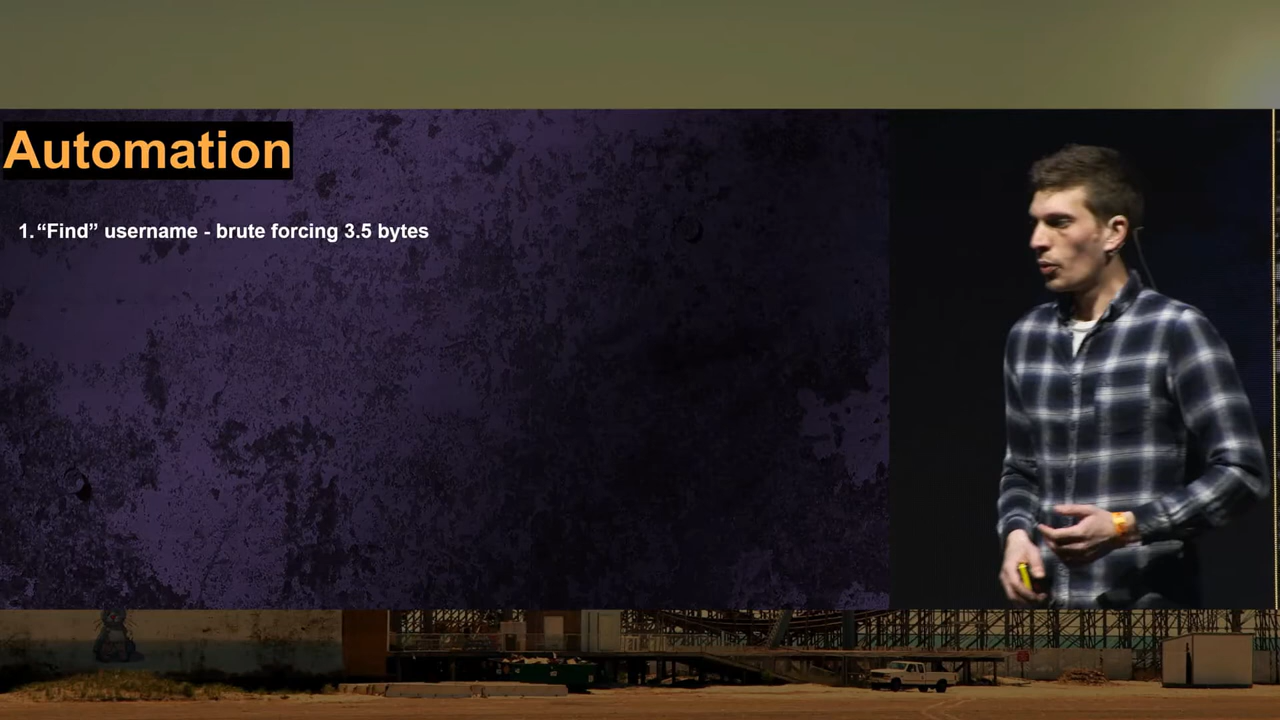 Automation
1. “Find” username - brute forcing 3.5 bytes